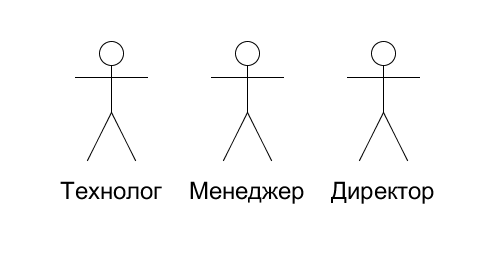 Технолог Менеджер Директор